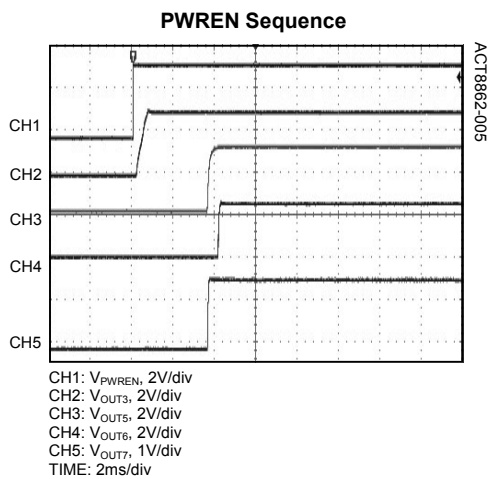 PWREN Sequence
ACT8862-005
CH1
CH2
CH3
CH4
CH5
CH1: VPWREN, 2V/div
CH2: VOUT3, 2V/div
CH3: VOUT5, 2V/div
CH4: VOUT6, 2V/div
CH5: VOUT7, 1V/div
TIME: 2ms/div